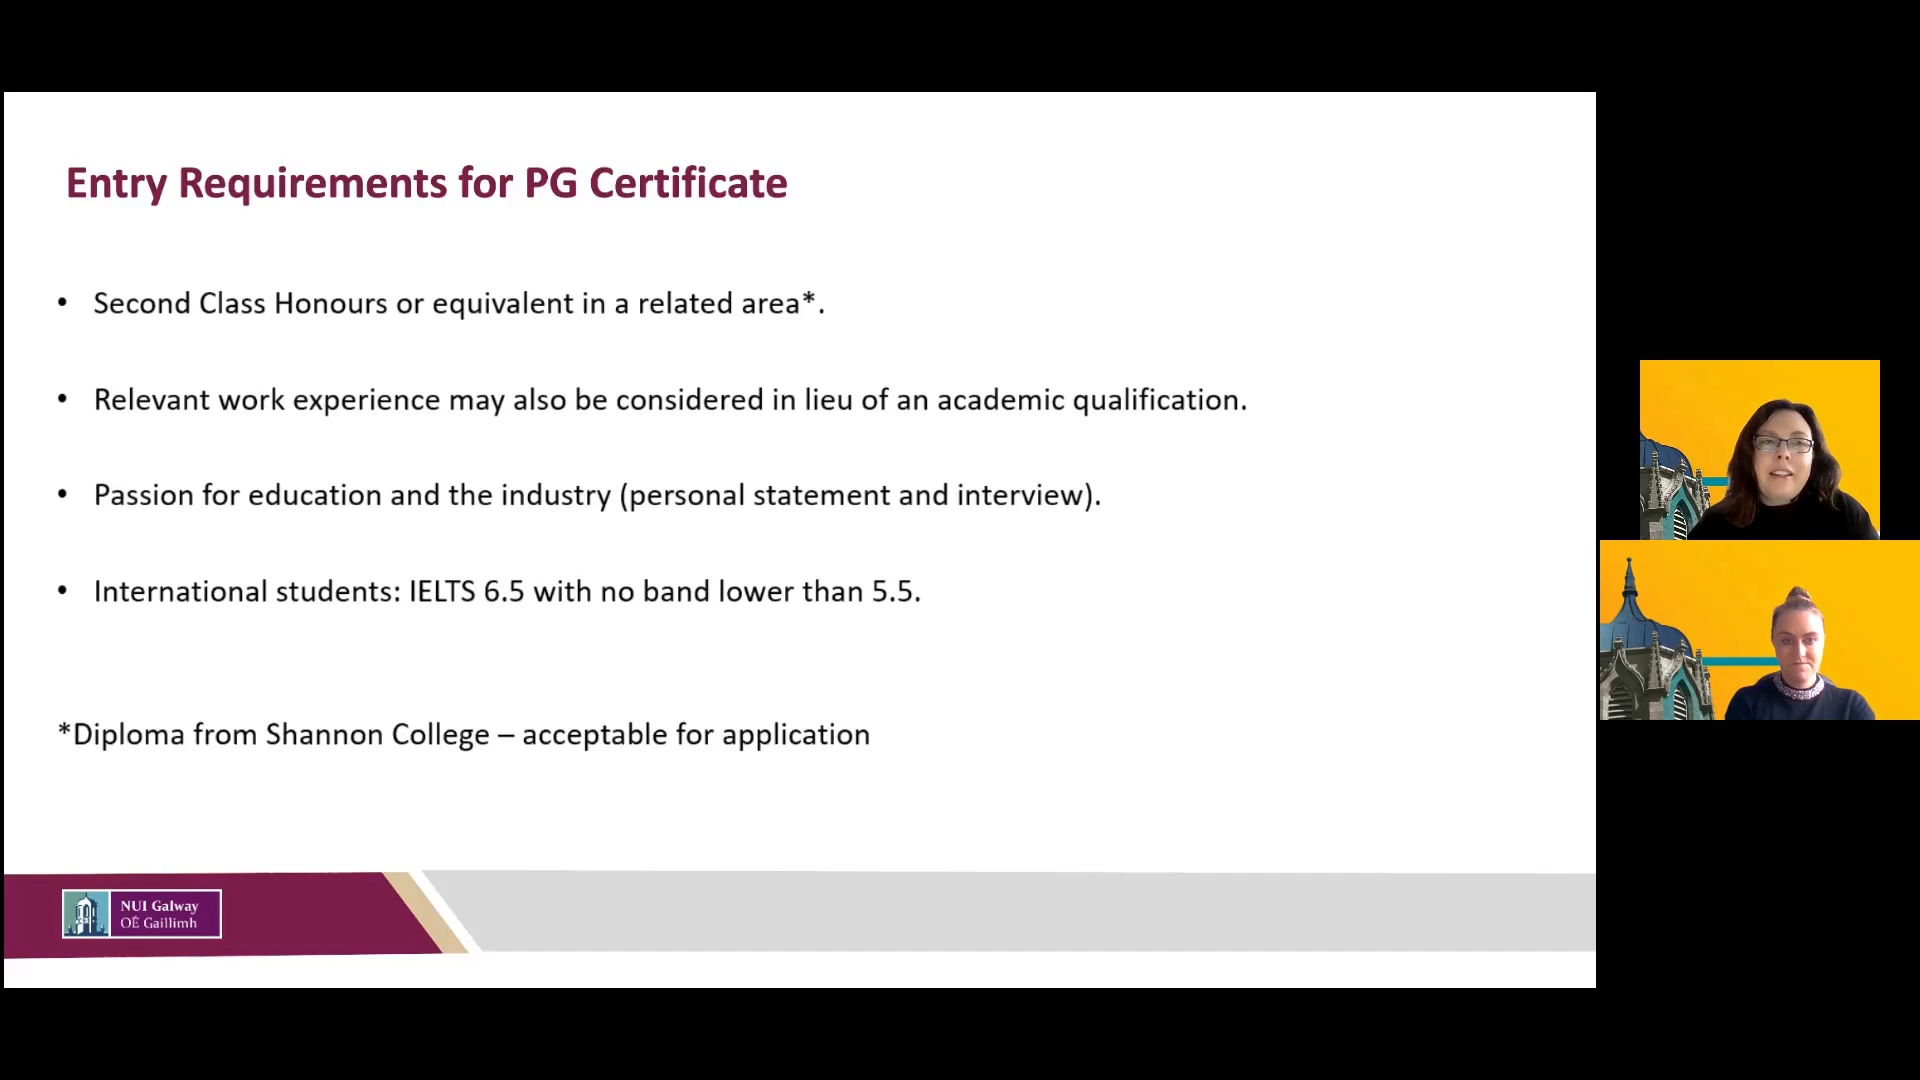 Entry Requirements for PG Certificate
• Second Class Honours or equivalent in a related area*.
• Relevant work experience may also be considered in lieu of an academic qualification.
• Passion for education and the industry (personal statement and interview).
• International students: IELTS 6.5 with no band lower than 5.5.
*Diploma from Shannon College – acceptable for application
NUI Galway
OÉ Gaillimh